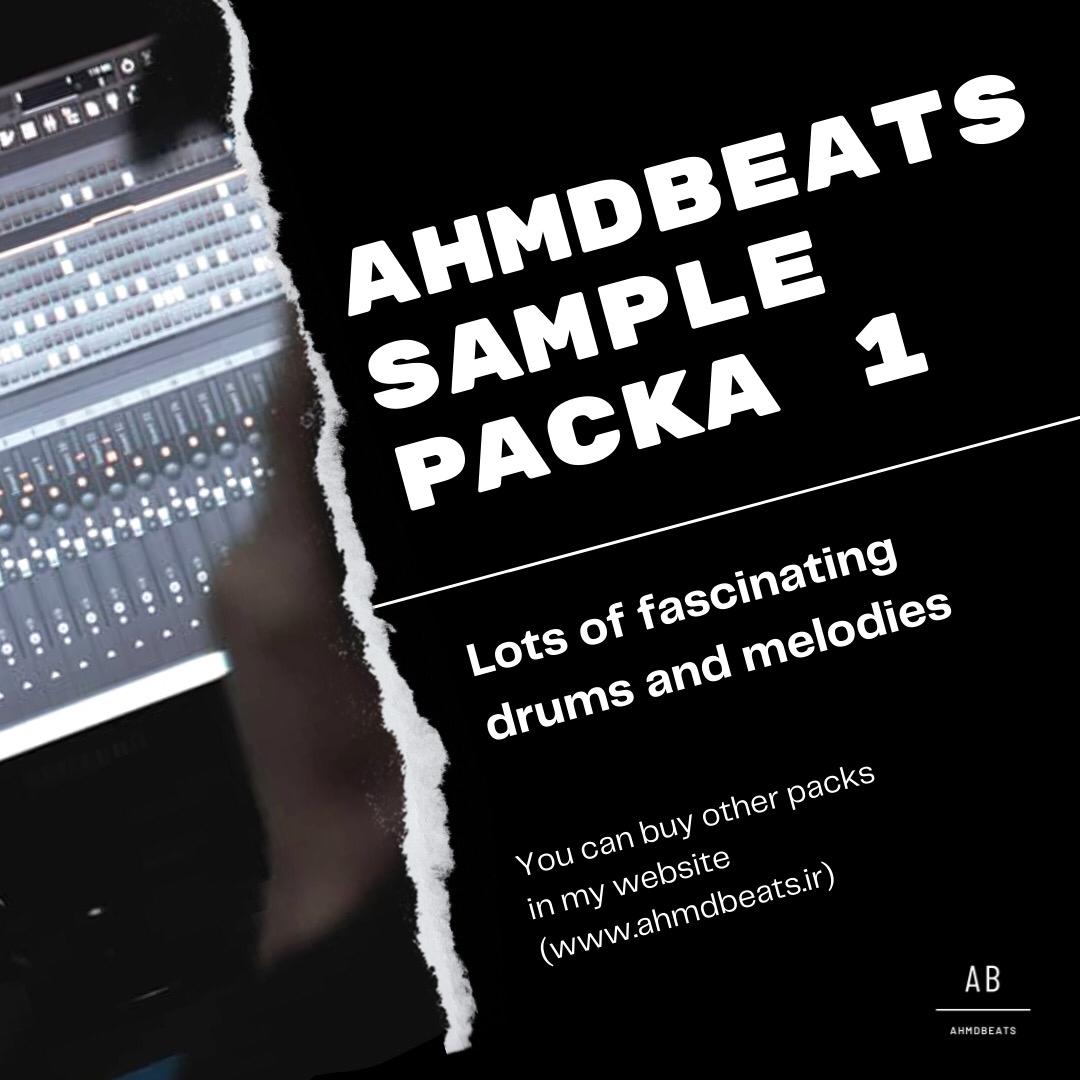 AHMDBEATS
SAMPLE
PACKA 1
Lots of fascinating
drums and melodies
You can buy other packs
in my website
(www.ahmdbeats.ir)
AB
AHMDBEATS